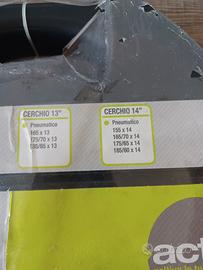 CERCHIO 13"
Pneumatico
165 x 13
175/70 x 13
185/65 x 13
CERCHIO 14"
Pneumatico
155 x 14
165/70 x 14
175/65 x 14
185/60 x 14
act